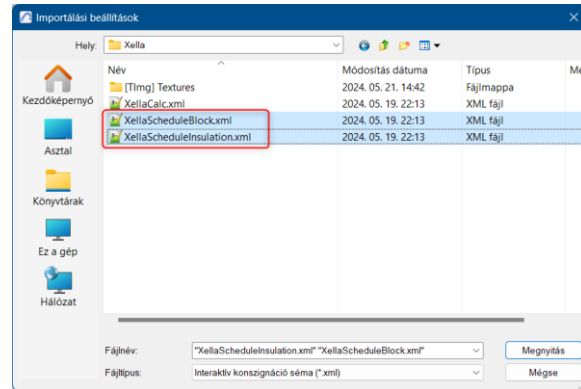 Importálási beállítások
Hely: Xella
Név Módosítás dátuma Típus
[TImg] Textures 2024. 05. 21. 14:42 Fájlmappa
XellaCalc.xml 2024. 05. 19. 22:13 XML fájl
XellaScheduleBlock.xml 2024. 05. 19. 22:13 XML fájl
XellaScheduleInsulation.xml 2024. 05. 19. 22:13 XML fájl
Kezdőképernyő
Asztal
Könyvtárak
Ez a gép
Hálózat
Fájlnév: "XellaScheduleInsulation.xml" "XellaScheduleBlock.xml" Megnyitás
Fájltípus: Interaktív konszignáció séma (*.xml) Mégse